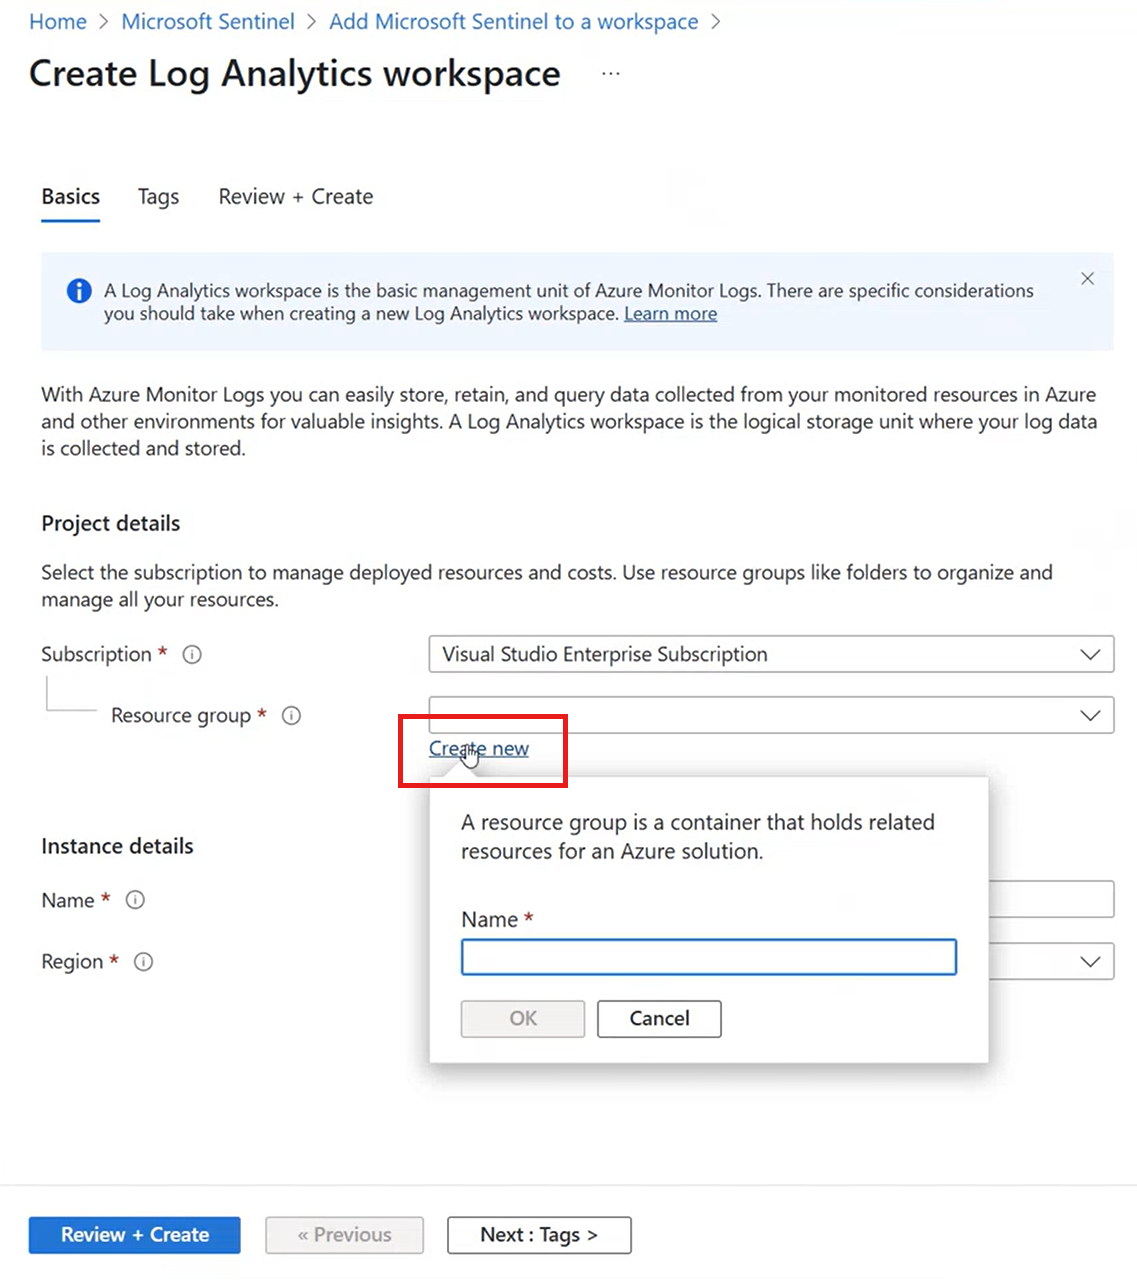 Home > Microsoft Sentinel > Add Microsoft Sentinel to a workspace >
Create Log Analytics workspace ...
Basics Tags Review + Create
A Log Analytics workspace is the basic management unit of Azure Monitor Logs. There are specific considerations
you should take when creating a new Log Analytics workspace. Learn more
With Azure Monitor Logs you can easily store, retain, and query data collected from your monitored resources in Azure
and other environments for valuable insights. A Log Analytics workspace is the logical storage unit where your log data
is collected and stored.
Project details
Select the subscription to manage deployed resources and costs. Use resource groups like folders to organize and
manage all your resources.
Subscription * Visual Studio Enterprise Subscription
Resource group *
Create new
A resource group is a container that holds related
resources for an Azure solution.
Name *
OK Cancel
Instance details
Name *
Region *
Review + Create « Previous Next : Tags >